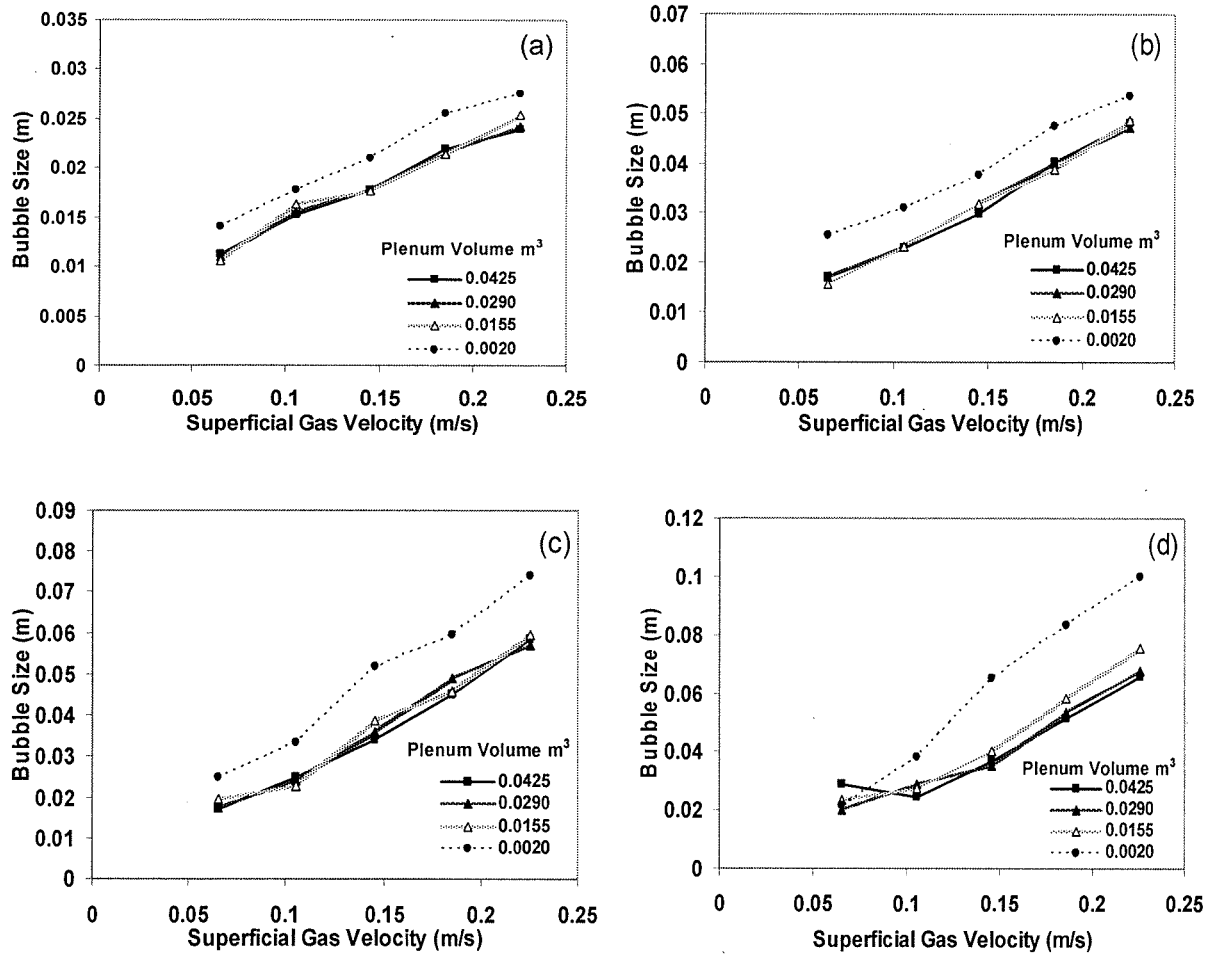 (a)
0.035
0.03
0.025
0.02
0.015
0.01
0.005
0
Bubble Size (m)
Plenum Volume m³
0.0425
0.0290
0.0155
0.0020
0 0.05 0.1 0.15 0.2 0.25
Superficial Gas Velocity (m/s)
(b)
0.07
0.06
0.05
0.04
0.03
0.02
0.01
0
Bubble Size (m)
Plenum Volume m³
0.0425
0.0290
0.0155
0.0020
0 0.05 0.1 0.15 0.2 0.25
Superficial Gas Velocity (m/s)
(c)
0.09
0.08
0.07
0.06
0.05
0.04
0.03
0.02
0.01
0
Bubble Size (m)
Plenum Volume m³
0.0425
0.0290
0.0155
0.0020
0 0.05 0.1 0.15 0.2 0.25
Superficial Gas Velocity (m/s)
(d)
0.12
0.1
0.08
0.06
0.04
0.02
0
Bubble Size (m)
Plenum Volume m³
0.0425
0.0290
0.0155
0.0020
0 0.05 0.1 0.15 0.2 0.25
Superficial Gas Velocity (m/s)